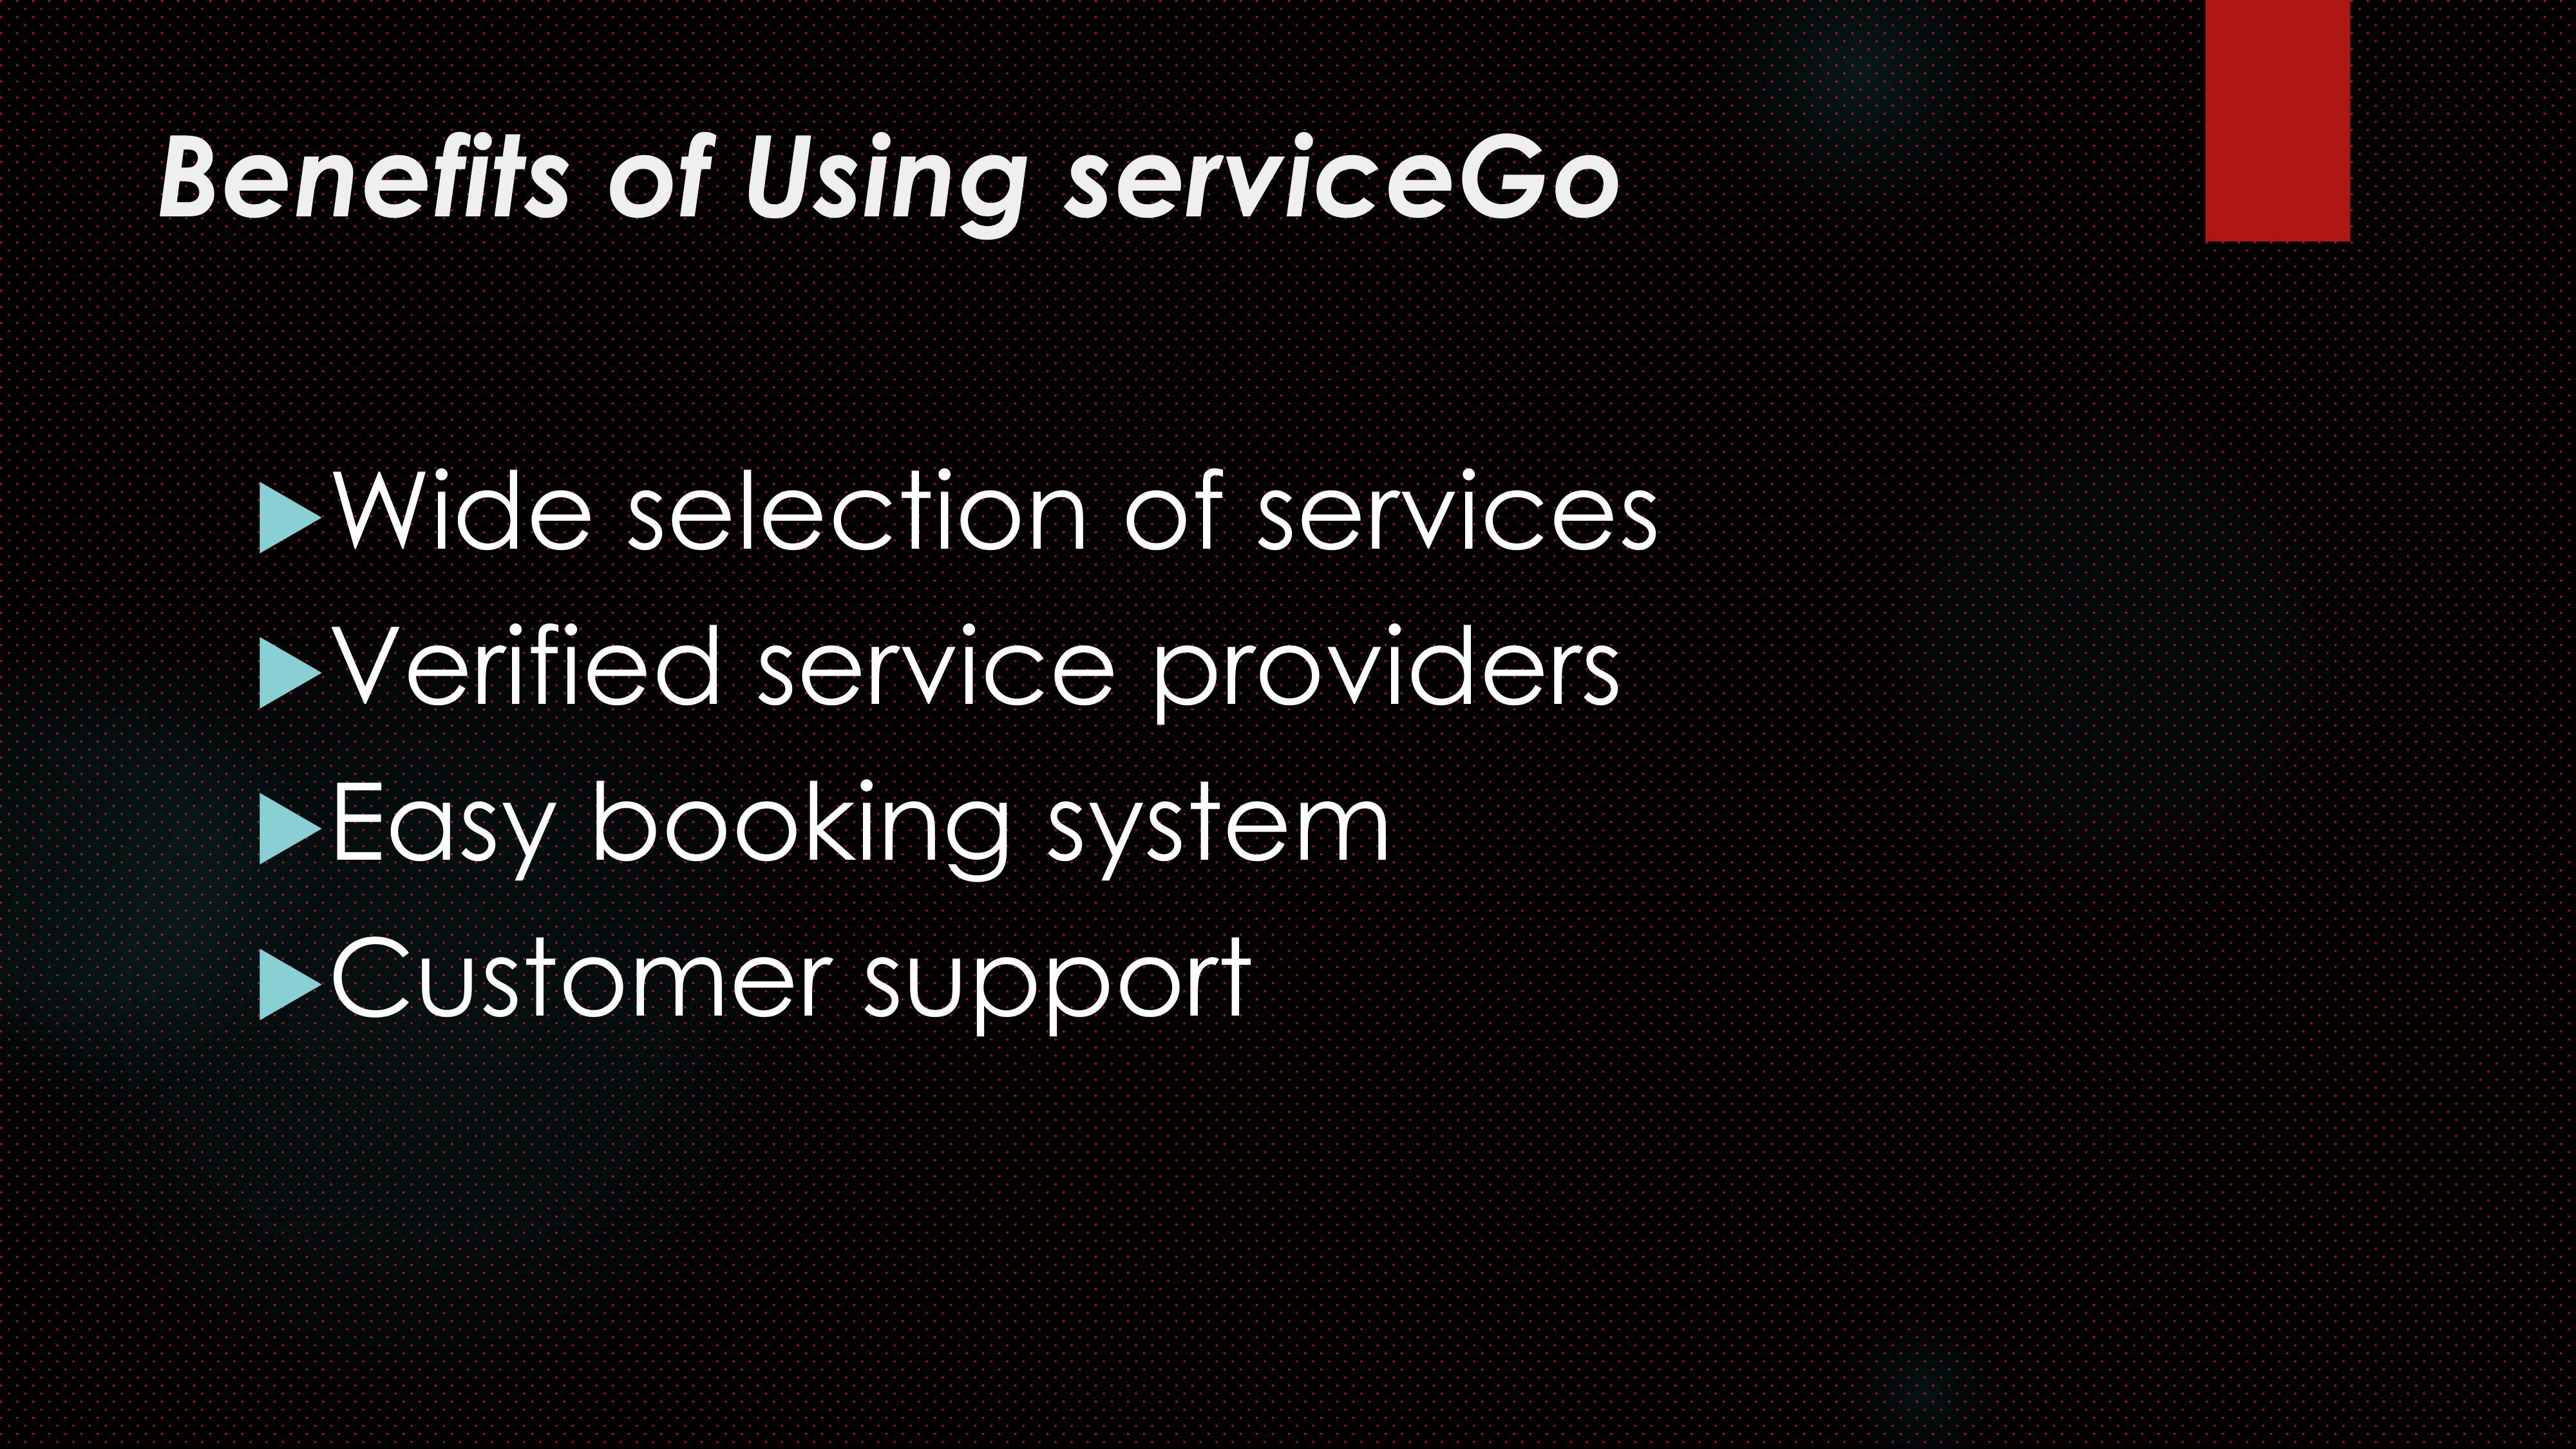 Benefits of Using serviceGo
Wide selection of services
Verified service providers
Easy booking system
Customer support